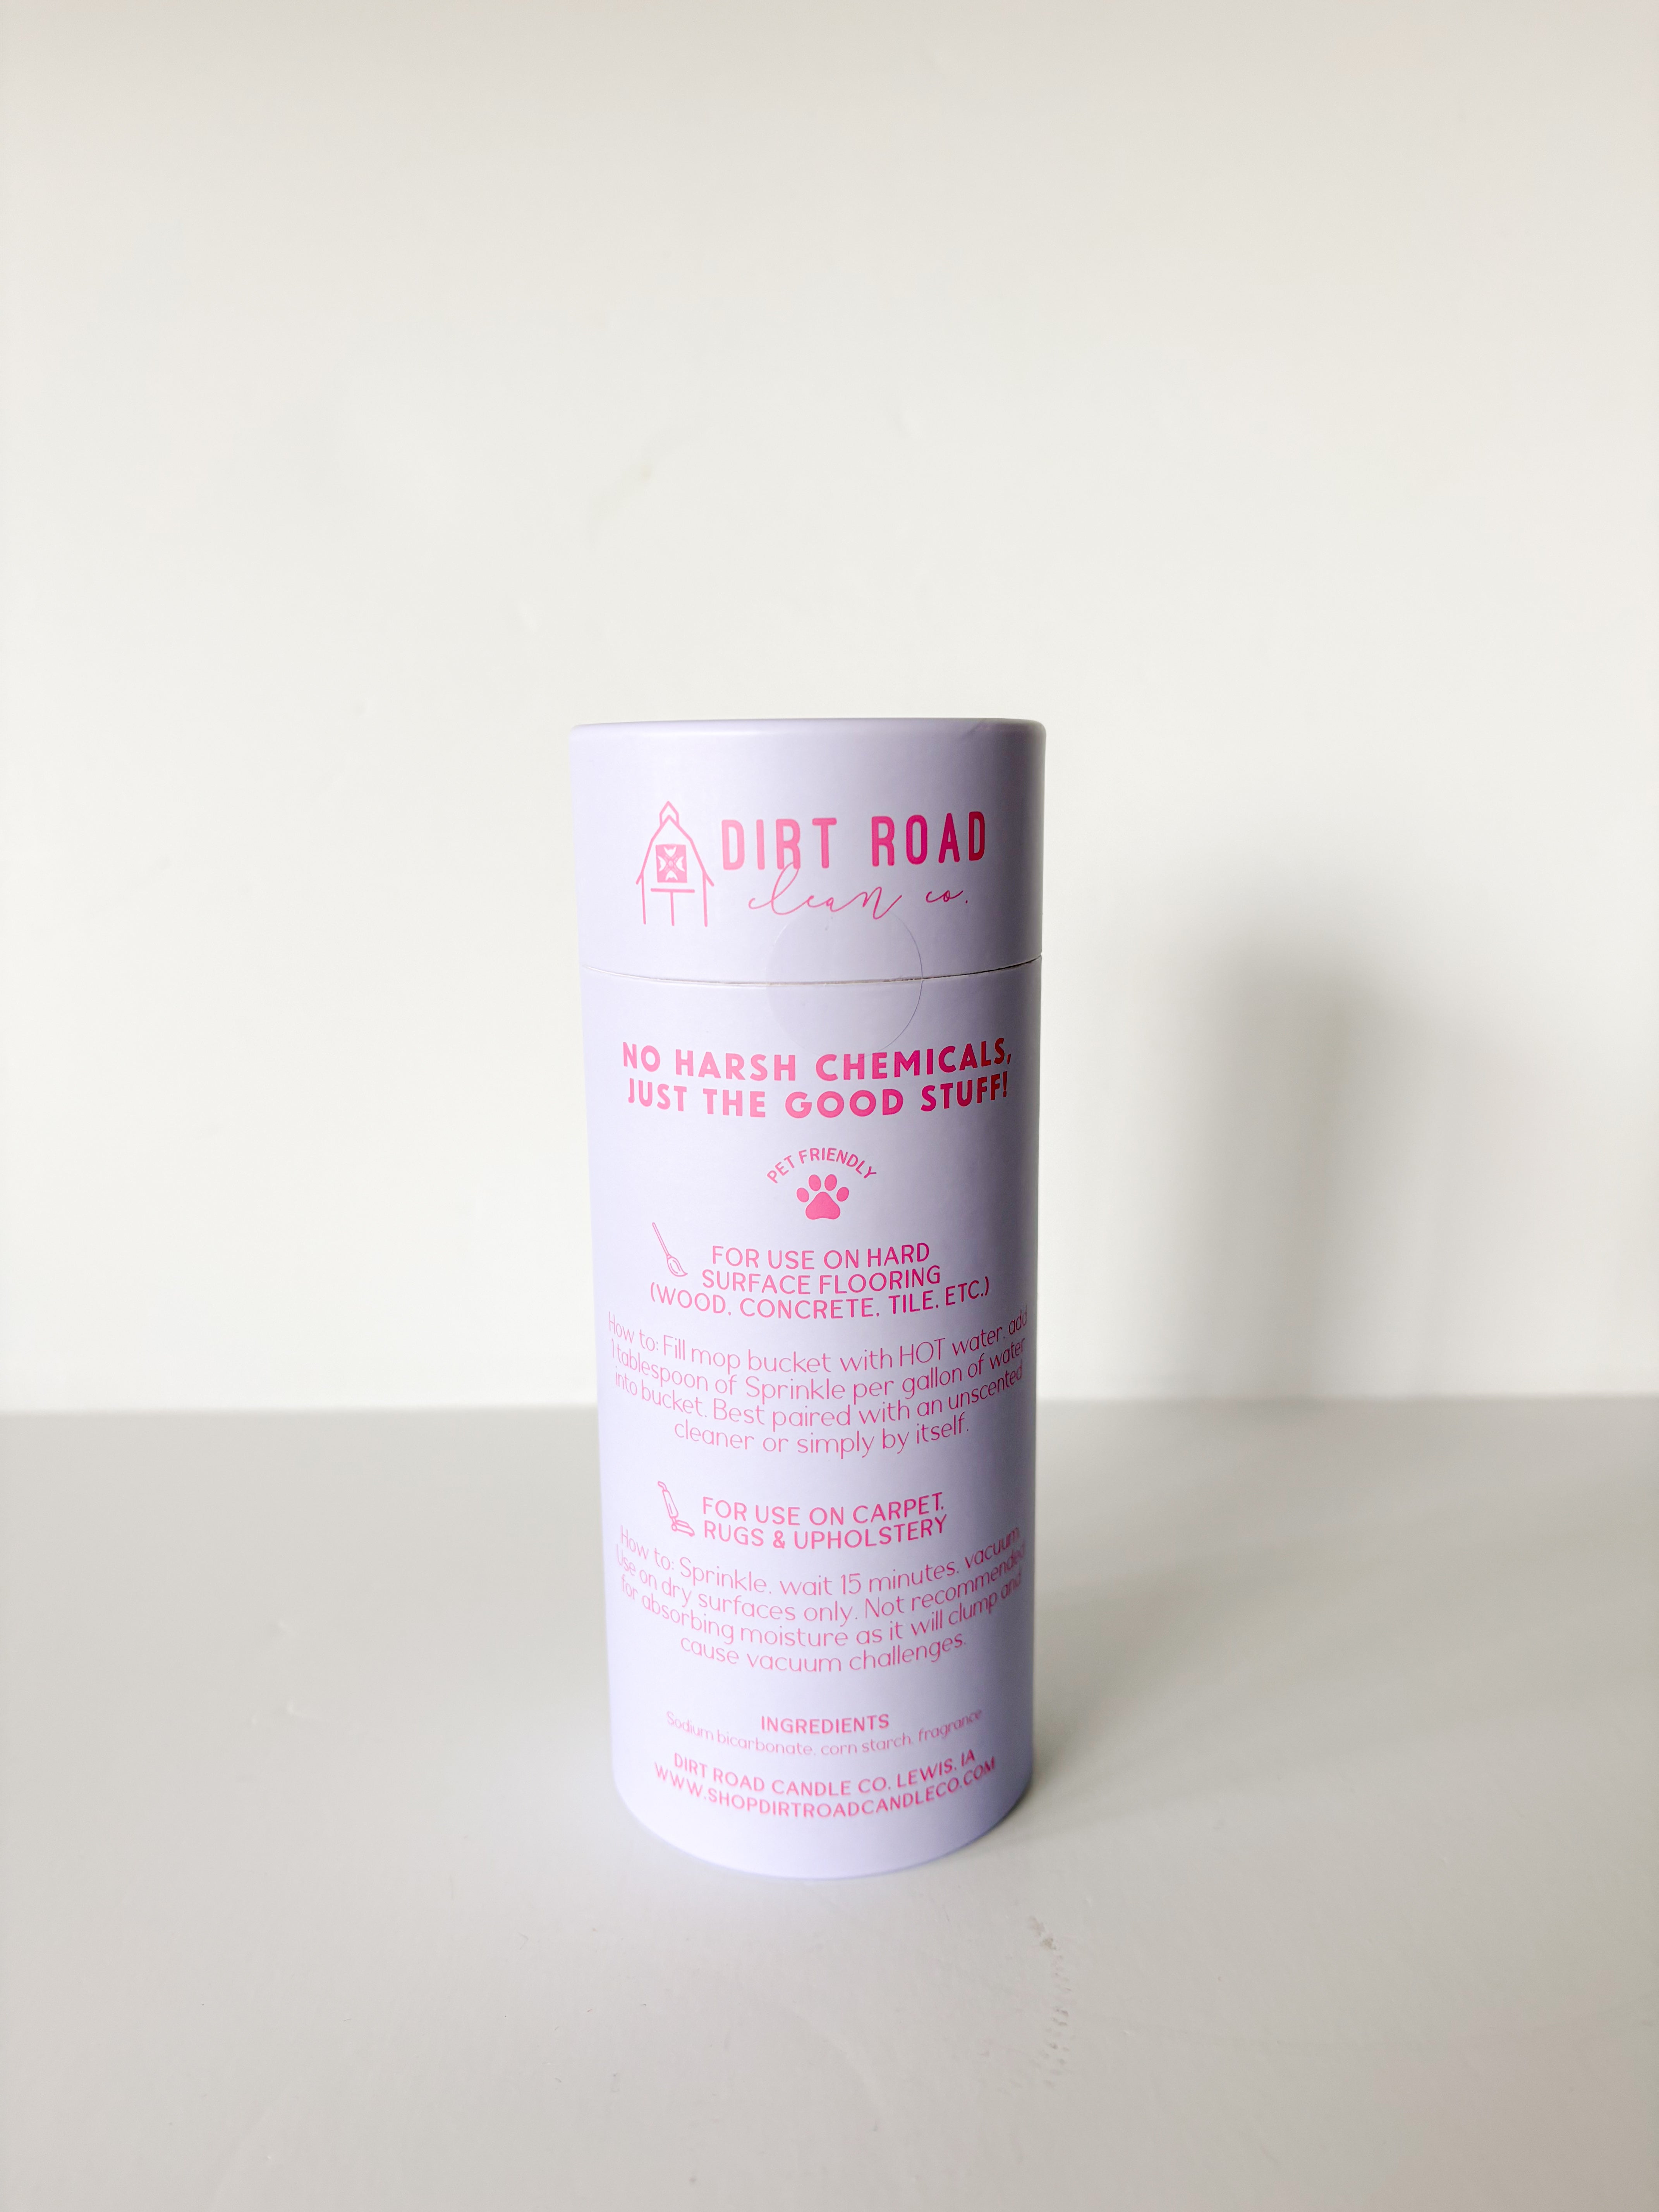 DIRT ROAD
clean co.
NO HARSH CHEMICALS,
JUST THE GOOD STUFF!
PET FRIENDLY
FOR USE ON HARD
SURFACE FLOORING
(WOOD, CONCRETE, TILE, ETC.)
How to: Fill mop bucket with HOT water, add
1 tablespoon of Sprinkle per gallon of water
into bucket. Best paired with an unscented
cleaner or simply by itself.
FOR USE ON CARPET,
RUGS & UPHOLSTERY
How to: Sprinkle, wait 15 minutes, vacuum.
Use on dry surfaces only. Not recommended
for absorbing moisture as it will clump and
cause vacuum challenges.
INGREDIENTS
Sodium bicarbonate, corn starch, fragrance
DIRT ROAD CANDLE CO. LEWIS, IA
WWW.SHOPDIRTROADCANDLECO.COM